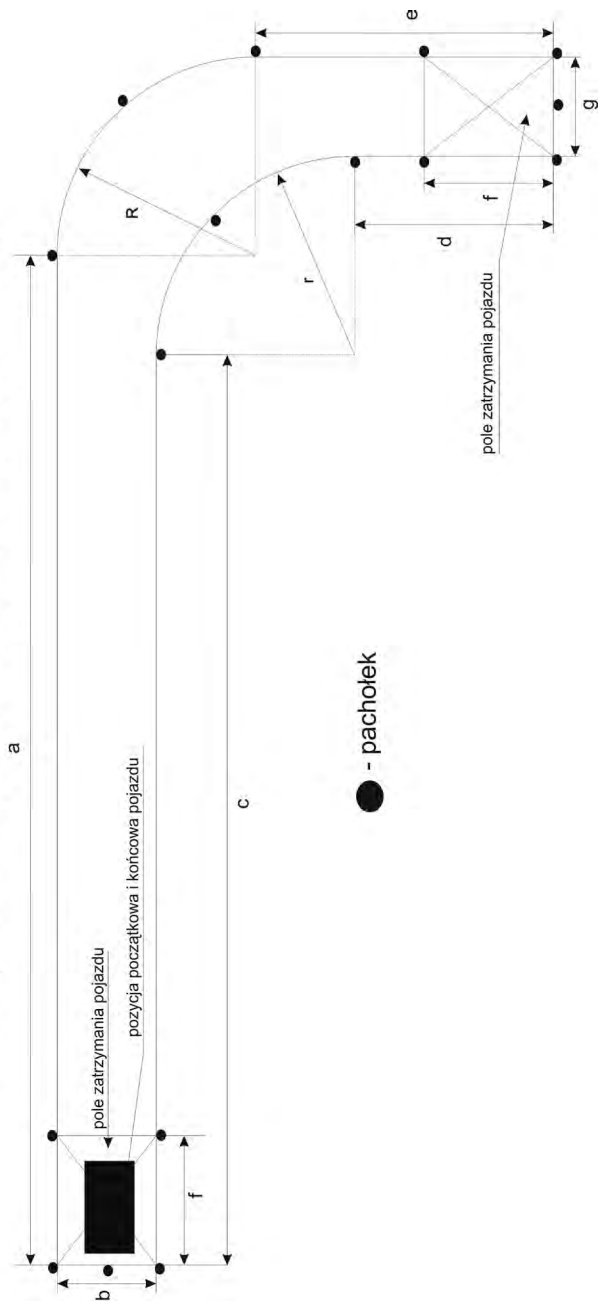 a
b
pole zatrzymania pojazdu
pozycja początkowa i końcowa pojazdu
f
c
R
r
e
g
f
d
pole zatrzymania pojazdu
- pachołek